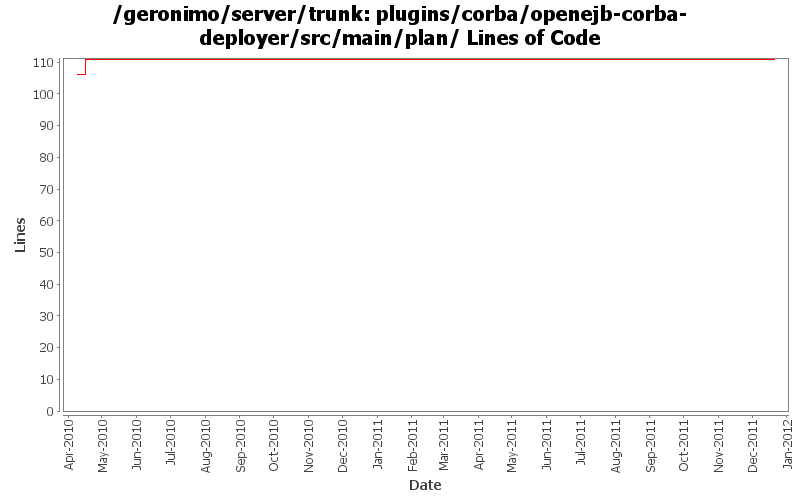 /geronimo/server/trunk: plugins/corba/openejb-corba-
deployer/src/main/plan/ Lines of Code
110
100
90
80
70
60
50
40
30
20
10
0
Lines
Apr-2010
May-2010
Jun-2010
Jul-2010
Aug-2010
Sep-2010
Oct-2010
Nov-2010
Dec-2010
Jan-2011
Feb-2011
Mar-2011
Apr-2011
May-2011
Jun-2011
Jul-2011
Aug-2011
Sep-2011
Oct-2011
Nov-2011
Dec-2011
Jan-2012
Date